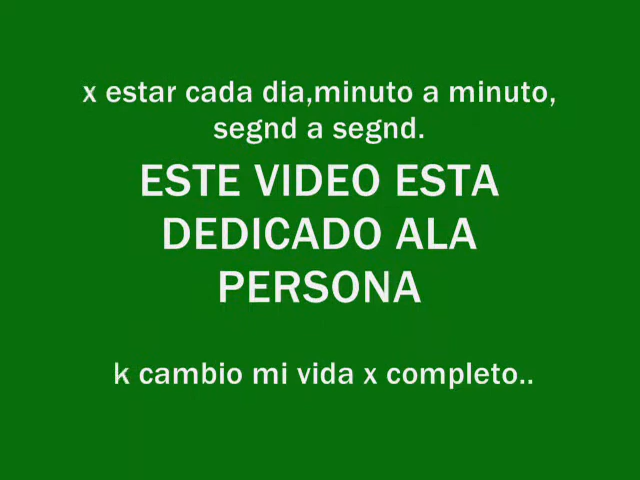 x estar cada dia,minuto a minuto,
segnd a segnd.
ESTE VIDEO ESTA
DEDICADO ALA
PERSONA
k cambio mi vida x completo..